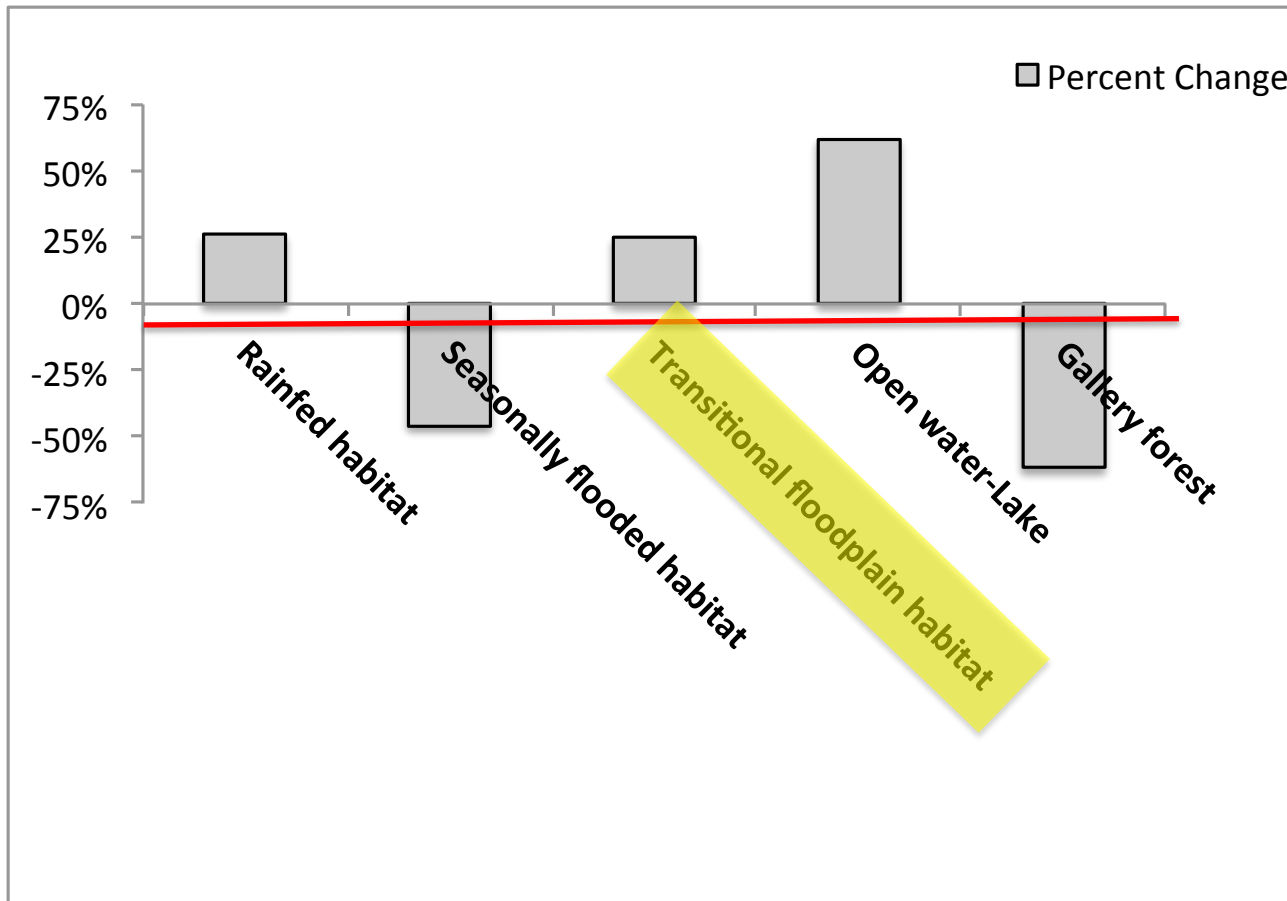 Percent Change
75%
50%
25%
0%
-25%
-50%
-75%
Rainfed habitat
Seasonally flooded habitat
Transitional floodplain habitat
Open water-Lake
Gallery forest